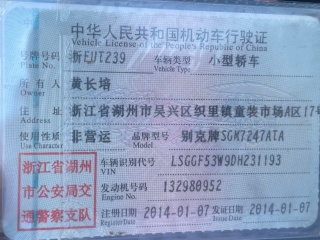 中华人民共和国机动车行驶证
Vehicle License of the People's Republic of China
号牌号码 浙FUT239 车辆类型 小型轿车
Plate No. Vehicle Type
所有人 黄长培
Owner
住址 浙江省湖州市吴兴区织里镇童装市场A区17号
Address
使用性质 非营运 品牌型号 别克牌SGM7247ATA
浙江省湖州
市公安局交
通警察支队
车辆识别代号 LSGGF53W9DH231193
VIN
发动机号码 132980952
Engine No.
注册日期 2014-01-07 发证日期 2014-01-07
Register Date Issue Date